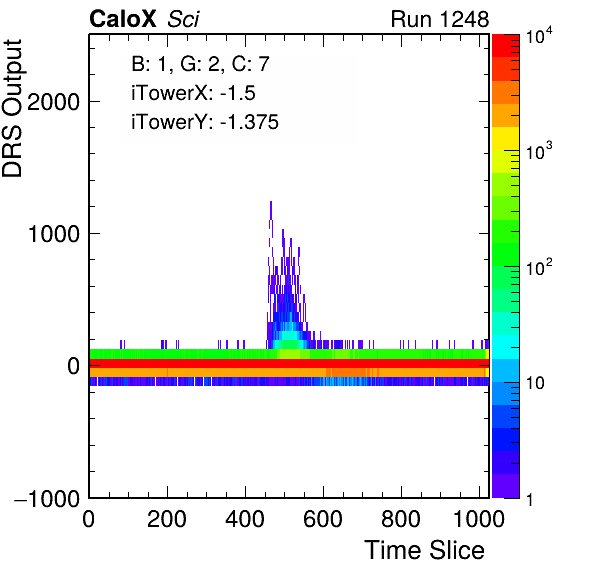 CaloX Sci Run 1248
B: 1, G: 2, C: 7
iTowerX: -1.5
iTowerY: -1.375
DRS Output
2000
1000
0
−1000
0 200 400 600 800 1000
Time Slice
10^4
10^3
10^2
10
1